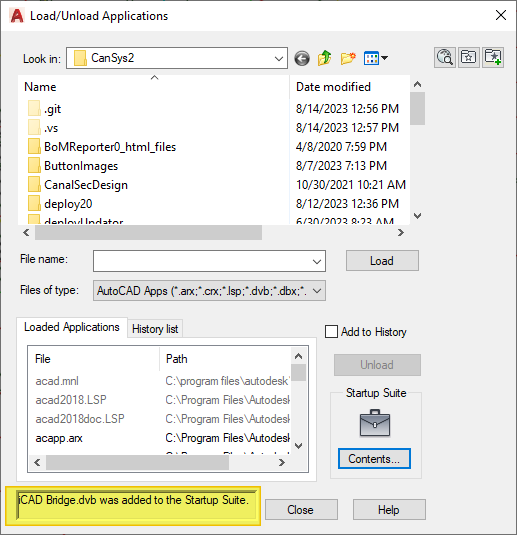 Load/Unload Applications
Look in: CanSys2
Name Date modified
.git 8/14/2023 12:56 PM
.vs 8/14/2023 12:57 PM
BoMReporter0_html_files 4/8/2020 7:59 PM
ButtonImages 8/7/2023 7:13 PM
CanalSecDesign 10/30/2021 10:21 AM
deploy20 8/12/2023 12:36 PM
deployUpdator 6/30/2023 8:23 AM
File name: Load
Files of type: AutoCAD Apps (*.arx;*.crx;*.lsp;*.dvb;*.dbx;*.
Loaded Applications History list Add to History
File Path Unload
acad.mnl C:\program files\autodesk\
acad2018.LSP C:\Program Files\Autodesk
acad2018doc.LSP C:\Program Files\Autodesk
acapp.arx C:\Program Files\Autodesk
Startup Suite
Contents...
iCAD Bridge.dvb was added to the Startup Suite.
Close Help